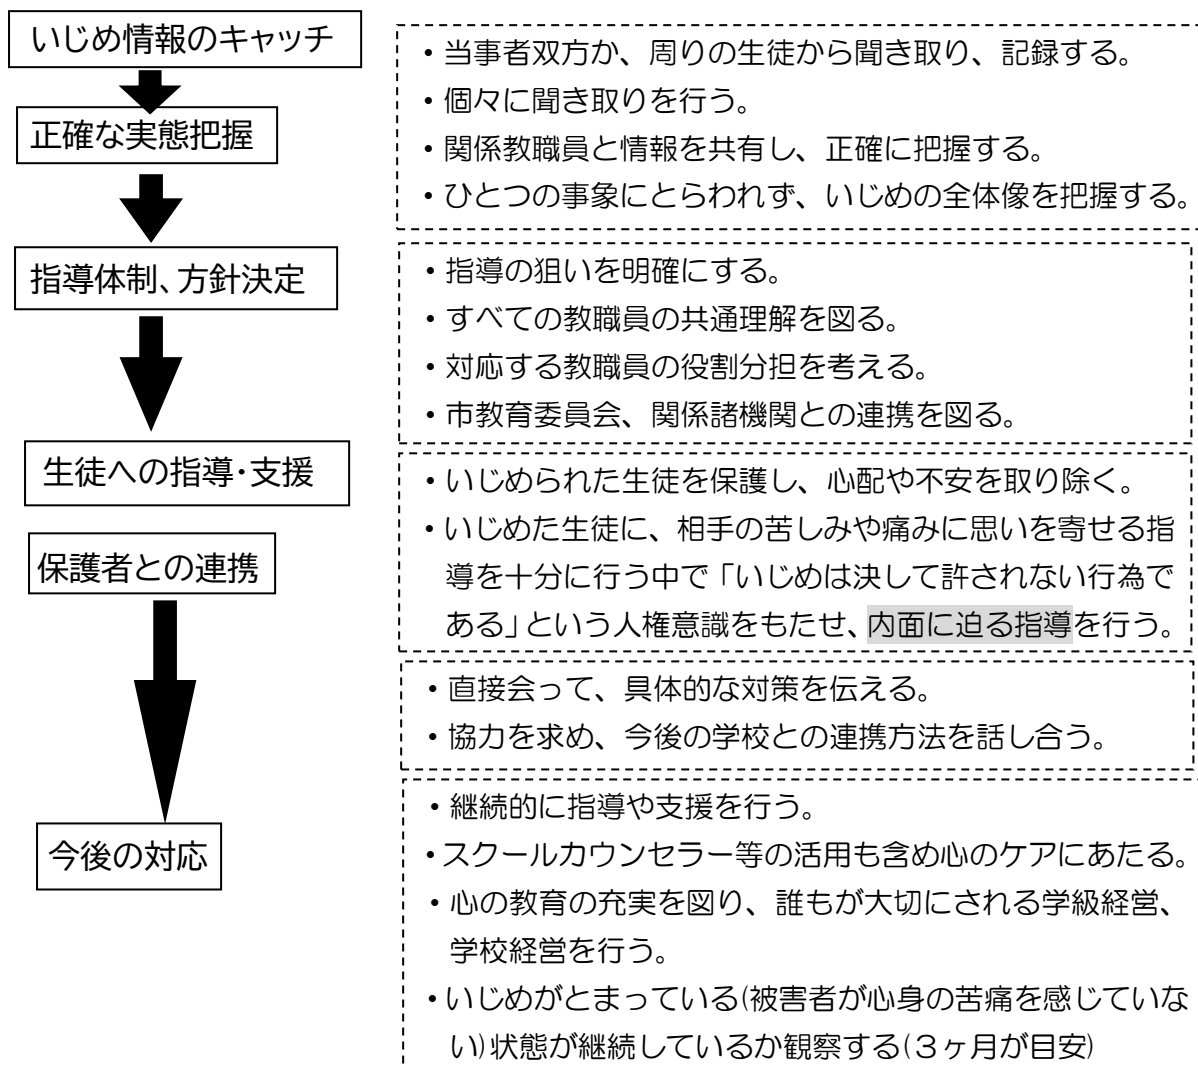 いじめ情報のキャッチ
正確な実態把握
・当事者双方か、周りの生徒から聞き取り、記録する。
・個々に聞き取りを行う。
・関係教職員と情報を共有し、正確に把握する。
・ひとつの事象にとらわれず、いじめの全体像を把握する。
指導体制、方針決定
・指導の狙いを明確にする。
・すべての教職員の共通理解を図る。
・対応する教職員の役割分担を考える。
・市教育委員会、関係諸機関との連携を図る。
生徒への指導・支援
・いじめられた生徒を保護し、心配や不安を取り除く。
・いじめた生徒に、相手の苦しみや痛みに思いを寄せる指
導を十分に行う中で「いじめは決して許されない行為で
ある」という人権意識をもたせ、内面に迫る指導を行う。
保護者との連携
・直接会って、具体的な対策を伝える。
・協力を求め、今後の学校との連携方法を話し合う。
今後の対応
・継続的に指導や支援を行う。
・スクールカウンセラー等の活用も含め心のケアにあたる。
・心の教育の充実を図り、誰もが大切にされる学級経営、
学校経営を行う。
・いじめがとまっている(被害者が心身の苦痛を感じていな
い)状態が継続しているか観察する(３ヶ月が目安)